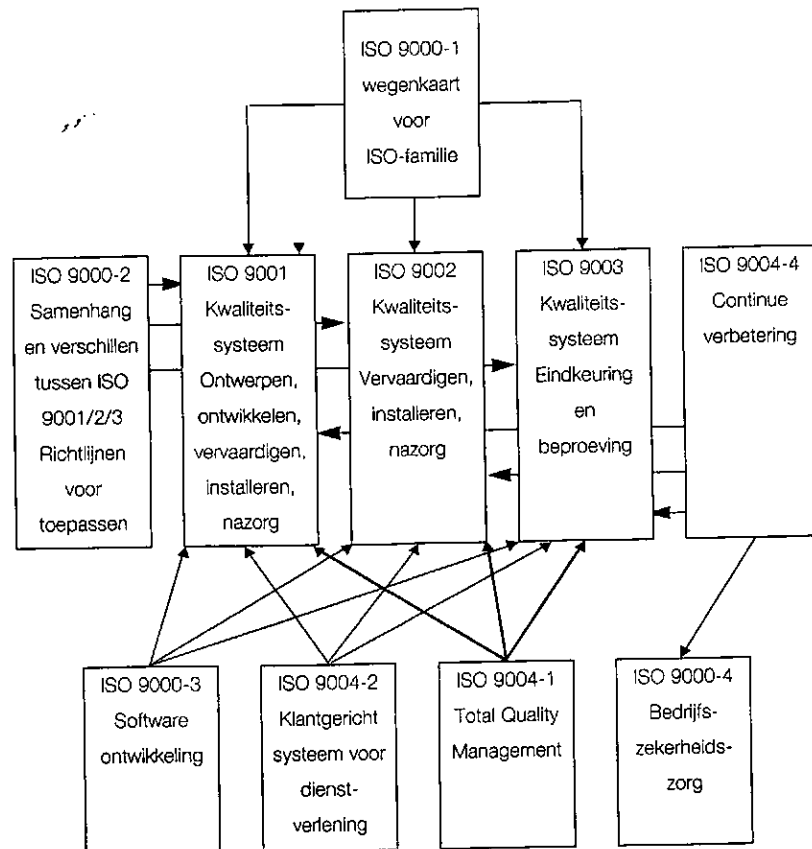 ISO 9000-1
wegenkaart
voor
ISO-familie
ISO 9000-2
Samenhang
en verschillen
tussen ISO
9001/2/3
Richtlijnen
voor
toepassen
ISO 9001
Kwaliteits-
systeem
Ontwerpen,
ontwikkelen,
vervaardigen,
installeren,
nazorg
ISO 9002
Kwaliteits-
systeem
Vervaardigen,
installeren,
nazorg
ISO 9003
Kwaliteits-
systeem
Eindkeuring
en
beproeving
ISO 9004-4
Continue
verbetering
ISO 9000-3
Software
ontwikkeling
ISO 9004-2
Klantgericht
systeem voor
dienst-
verlening
ISO 9004-1
Total Quality
Management
ISO 9000-4
Bedrijfs-
zekerheids-
zorg